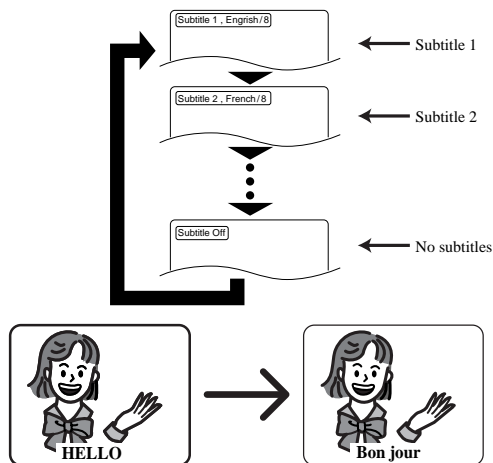 Subtitle 1 , Engrish/8
Subtitle 1
Subtitle 2 , French/8
Subtitle 2
Subtitle Off
No subtitles
HELLO
Bon jour